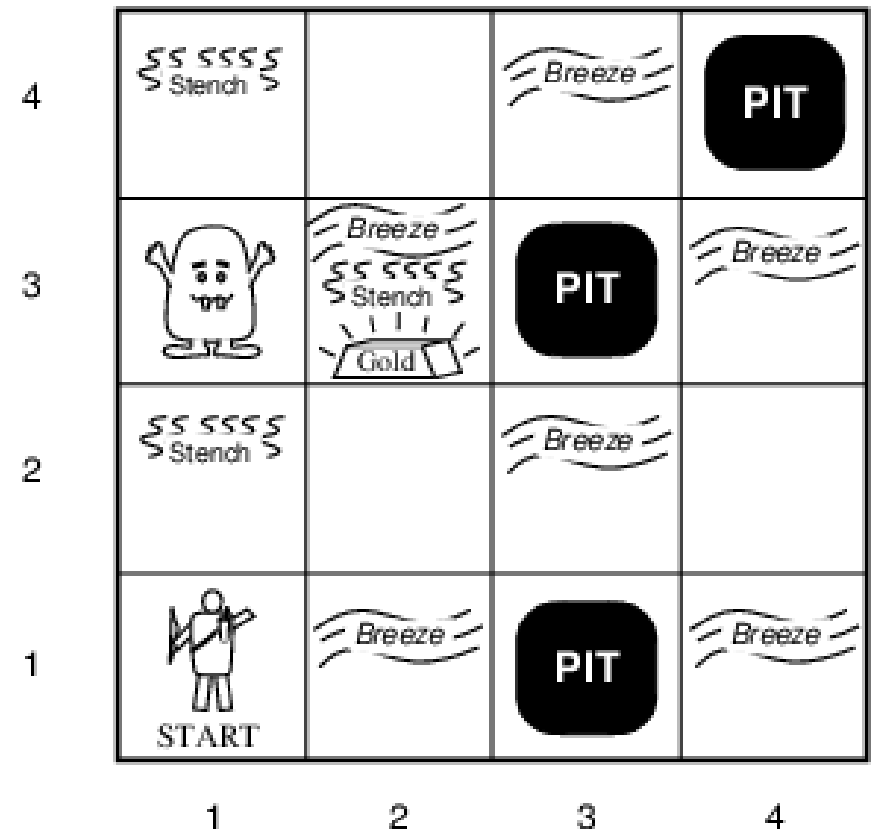 4
Stench
Breeze
PIT
3
Breeze
Stench
Gold
PIT
Breeze
2
Stench
Breeze
1
START
Breeze
PIT
Breeze
1 2 3 4